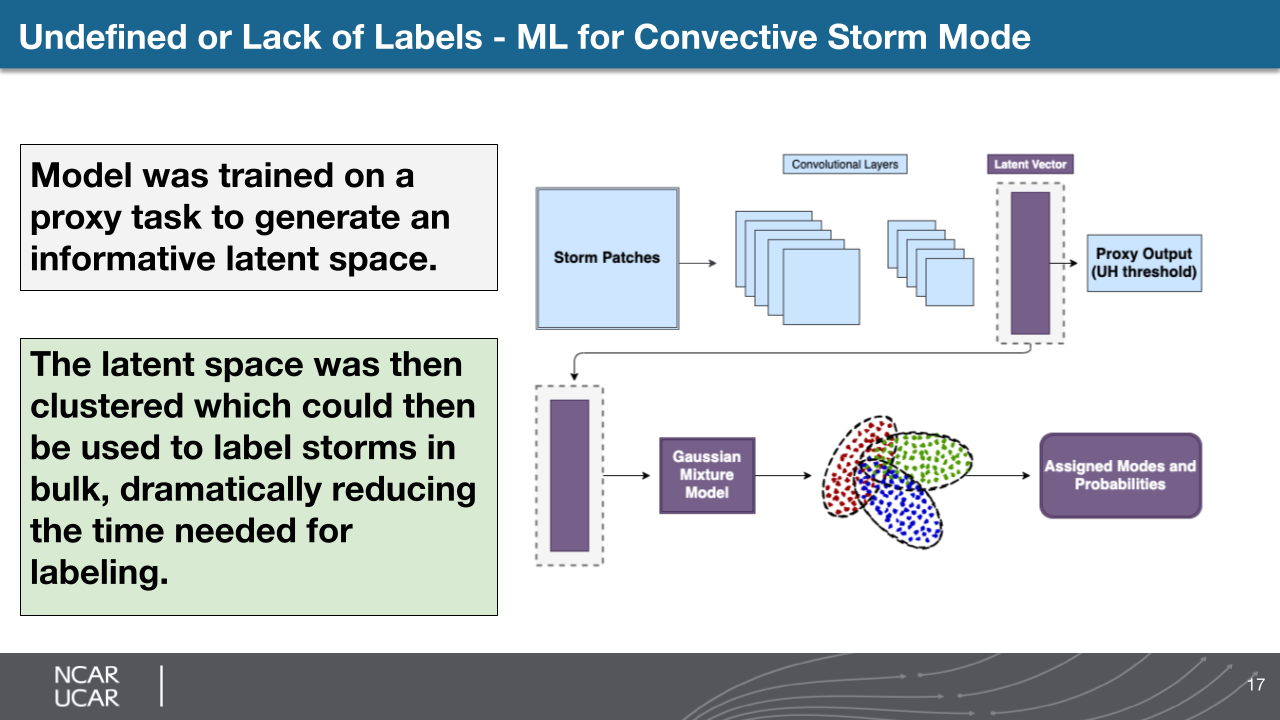 Undefined or Lack of Labels - ML for Convective Storm Mode
Model was trained on a
proxy task to generate an
informative latent space.
The latent space was then
clustered which could then
be used to label storms in
bulk, dramatically reducing
the time needed for
labeling.
Convolutional Layers
Latent Vector
Storm Patches
Proxy Output
(UH threshold)
Gaussian
Mixture
Model
Assigned Modes and
Probabilities
NCAR
UCAR
17